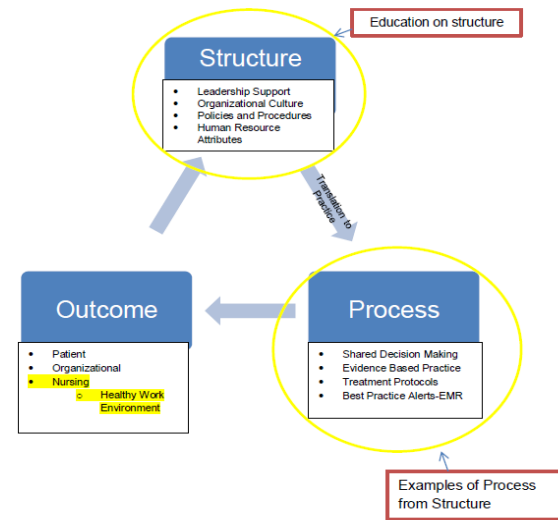 Education on structure
Structure
• Leadership Support
• Organizational Culture
• Policies and Procedures
• Human Resource
Attributes
Translation to
Practice
Outcome
• Patient
• Organizational
• Nursing
o Healthy Work
Environment
Process
• Shared Decision Making
• Evidence Based Practice
• Treatment Protocols
• Best Practice Alerts-EMR
Examples of Process
from Structure